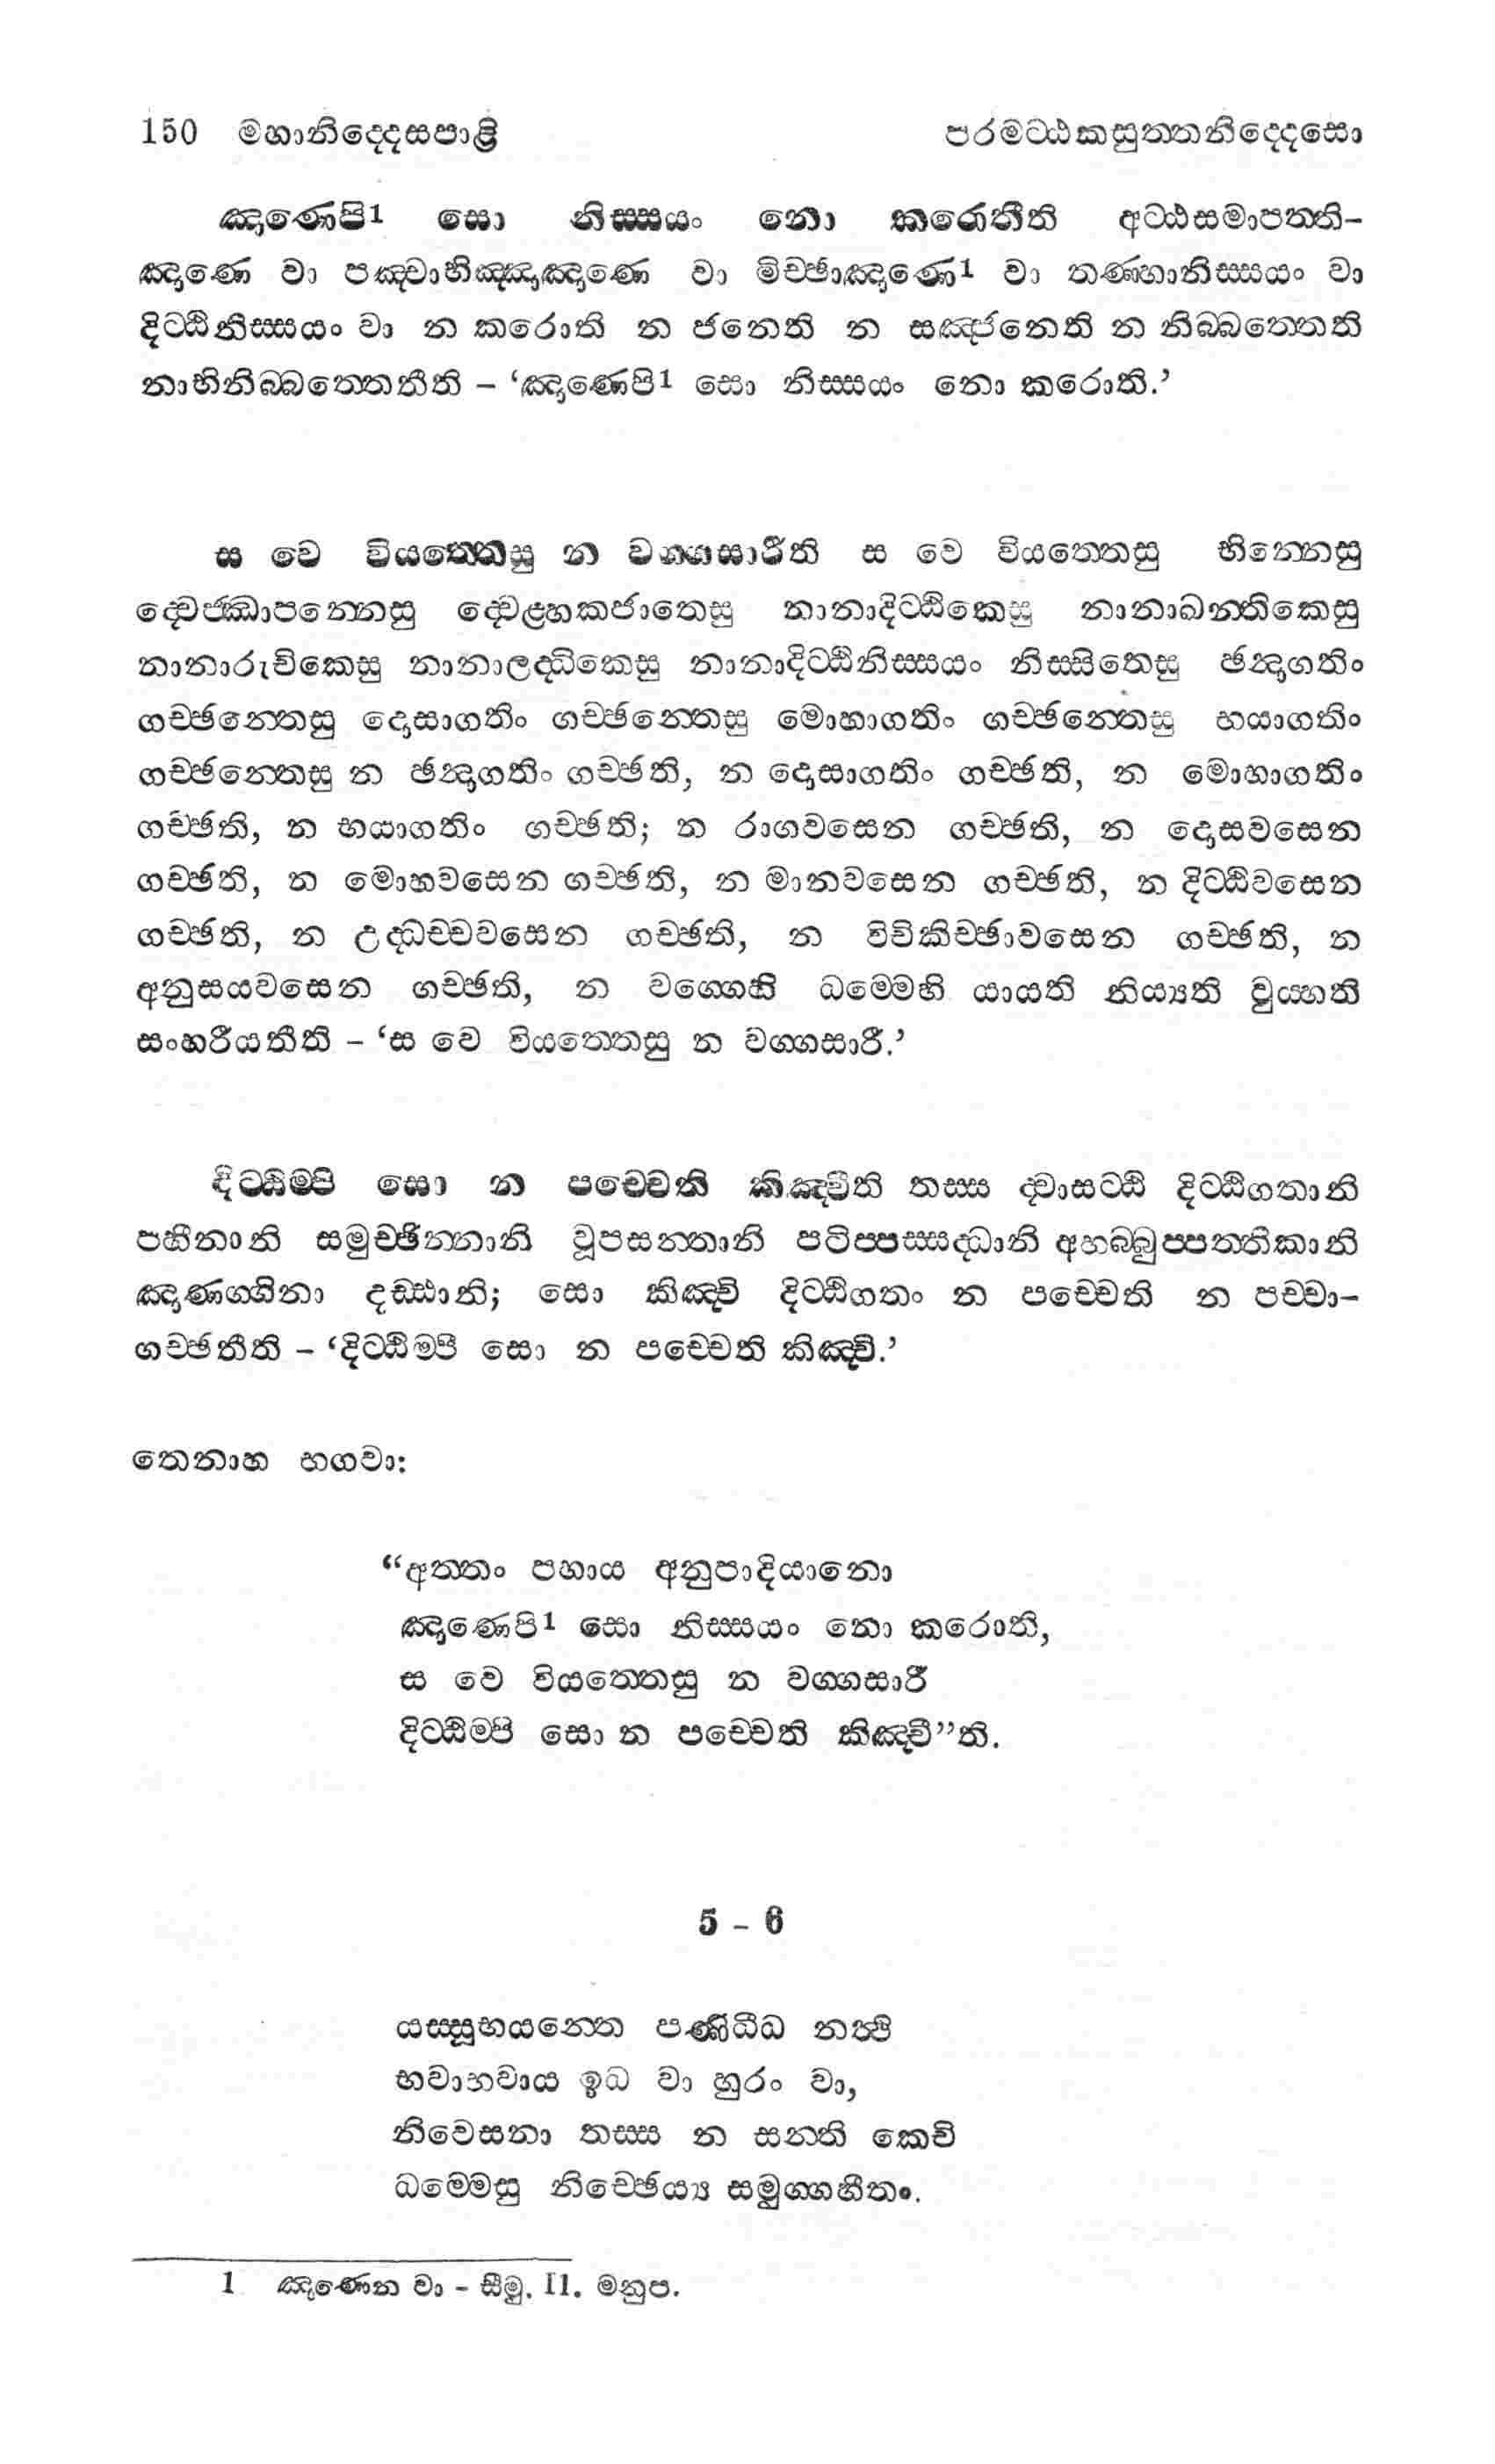 150 මහානිද්දෙසපාළි පරමට්ඨකසුත්තනිද්දෙසො
ඤාණෙපි1 සො නිස්සයං නො කරොතීති අට්ඨසමාපත්ති–
ඤාණෙ වා පඤ්චාභිඤ්ඤාඤාණෙ වා මිච්ඡාඤාණෙ1 වා තණ්හානිස්සයං වා
දිට්ඨිනිස්සයං වා න කරොති න ජනෙති න සඤ්ජනෙති න නිබ්බත්තෙති
නාභිනිබ්බත්තෙතීති – ‘ඤාණෙපි1 සො නිස්සයං නො කරොති.’
ස වෙ වියත්තෙසු න වග්ගසාරීති ස වෙ වියත්තෙසු භින්නෙසු
ද්වෙජ්ඣාපන්නෙසු ද්වෙළ්හකජාතෙසු නානාදිට්ඨිකෙසු නානාඛන්තිකෙසු
නානාරුචිකෙසු නානාලද්ධිකෙසු නානාදිට්ඨිනිස්සයං නිස්සිතෙසු ඡන්දාගතිං
ගච්ඡන්තෙසු දොසාගතිං ගච්ඡන්තෙසු මොහාගතිං ගච්ඡන්තෙසු භයාගතිං
ගච්ඡන්තෙසු න ඡන්දාගතිං ගච්ඡති, න දොසාගතිං ගච්ඡති, න මොහාගතිං
ගච්ඡති, න භයාගතිං ගච්ඡති; න රාගවසෙන ගච්ඡති, න දොසවසෙන
ගච්ඡති, න මොහවසෙන ගච්ඡති, න මානවසෙන ගච්ඡති, න දිට්ඨිවසෙන
ගච්ඡති, න උද්ධච්චවසෙන ගච්ඡති, න විචිකිච්ඡාවසෙන ගච්ඡති, න
අනුසයවසෙන ගච්ඡති, න වග්ගෙහි ධම්මෙහි යායති නිය්‍යති වුය්හති
සංහරීයතීති – ‘ස වෙ වියත්තෙසු න වග්ගසාරී.’
දිට්ඨිම්පි සො න පච්චෙති කිඤ්චීති තස්ස ද්වාසට්ඨි දිට්ඨිගතානි
පහීනානි සමුච්ඡින්නානි වූපසන්තානි පටිප්පස්සද්ධානි අභබ්බුප්පත්තිකානි
ඤාණග්ගිනා දඩ්ඪානි; සො කිඤ්චි දිට්ඨිගතං න පච්චෙති න පච්චා–
ගච්ඡතීති – ‘දිට්ඨිම්පි සො න පච්චෙති කිඤ්චි.’
තෙනාහ භගවා:
“අත්තං පහාය අනුපාදියානො
ඤාණෙපි1 සො නිස්සයං නො කරොති,
ස වෙ වියත්තෙසු න වග්ගසාරී
දිට්ඨිම්පි සො න පච්චෙති කිඤ්චී”ති.
5 – 6
යස්සූභයන්තෙ පණිධීධ නත්ථි
භවාභවාය ඉධ වා හුරං වා,
නිවෙසනා තස්ස න සන්ති කෙචි
ධම්මෙසු නිච්ඡෙය්‍ය සමුග්ගහීතං.
1 ඤාණෙන වා – සීමු. II. මනුප.